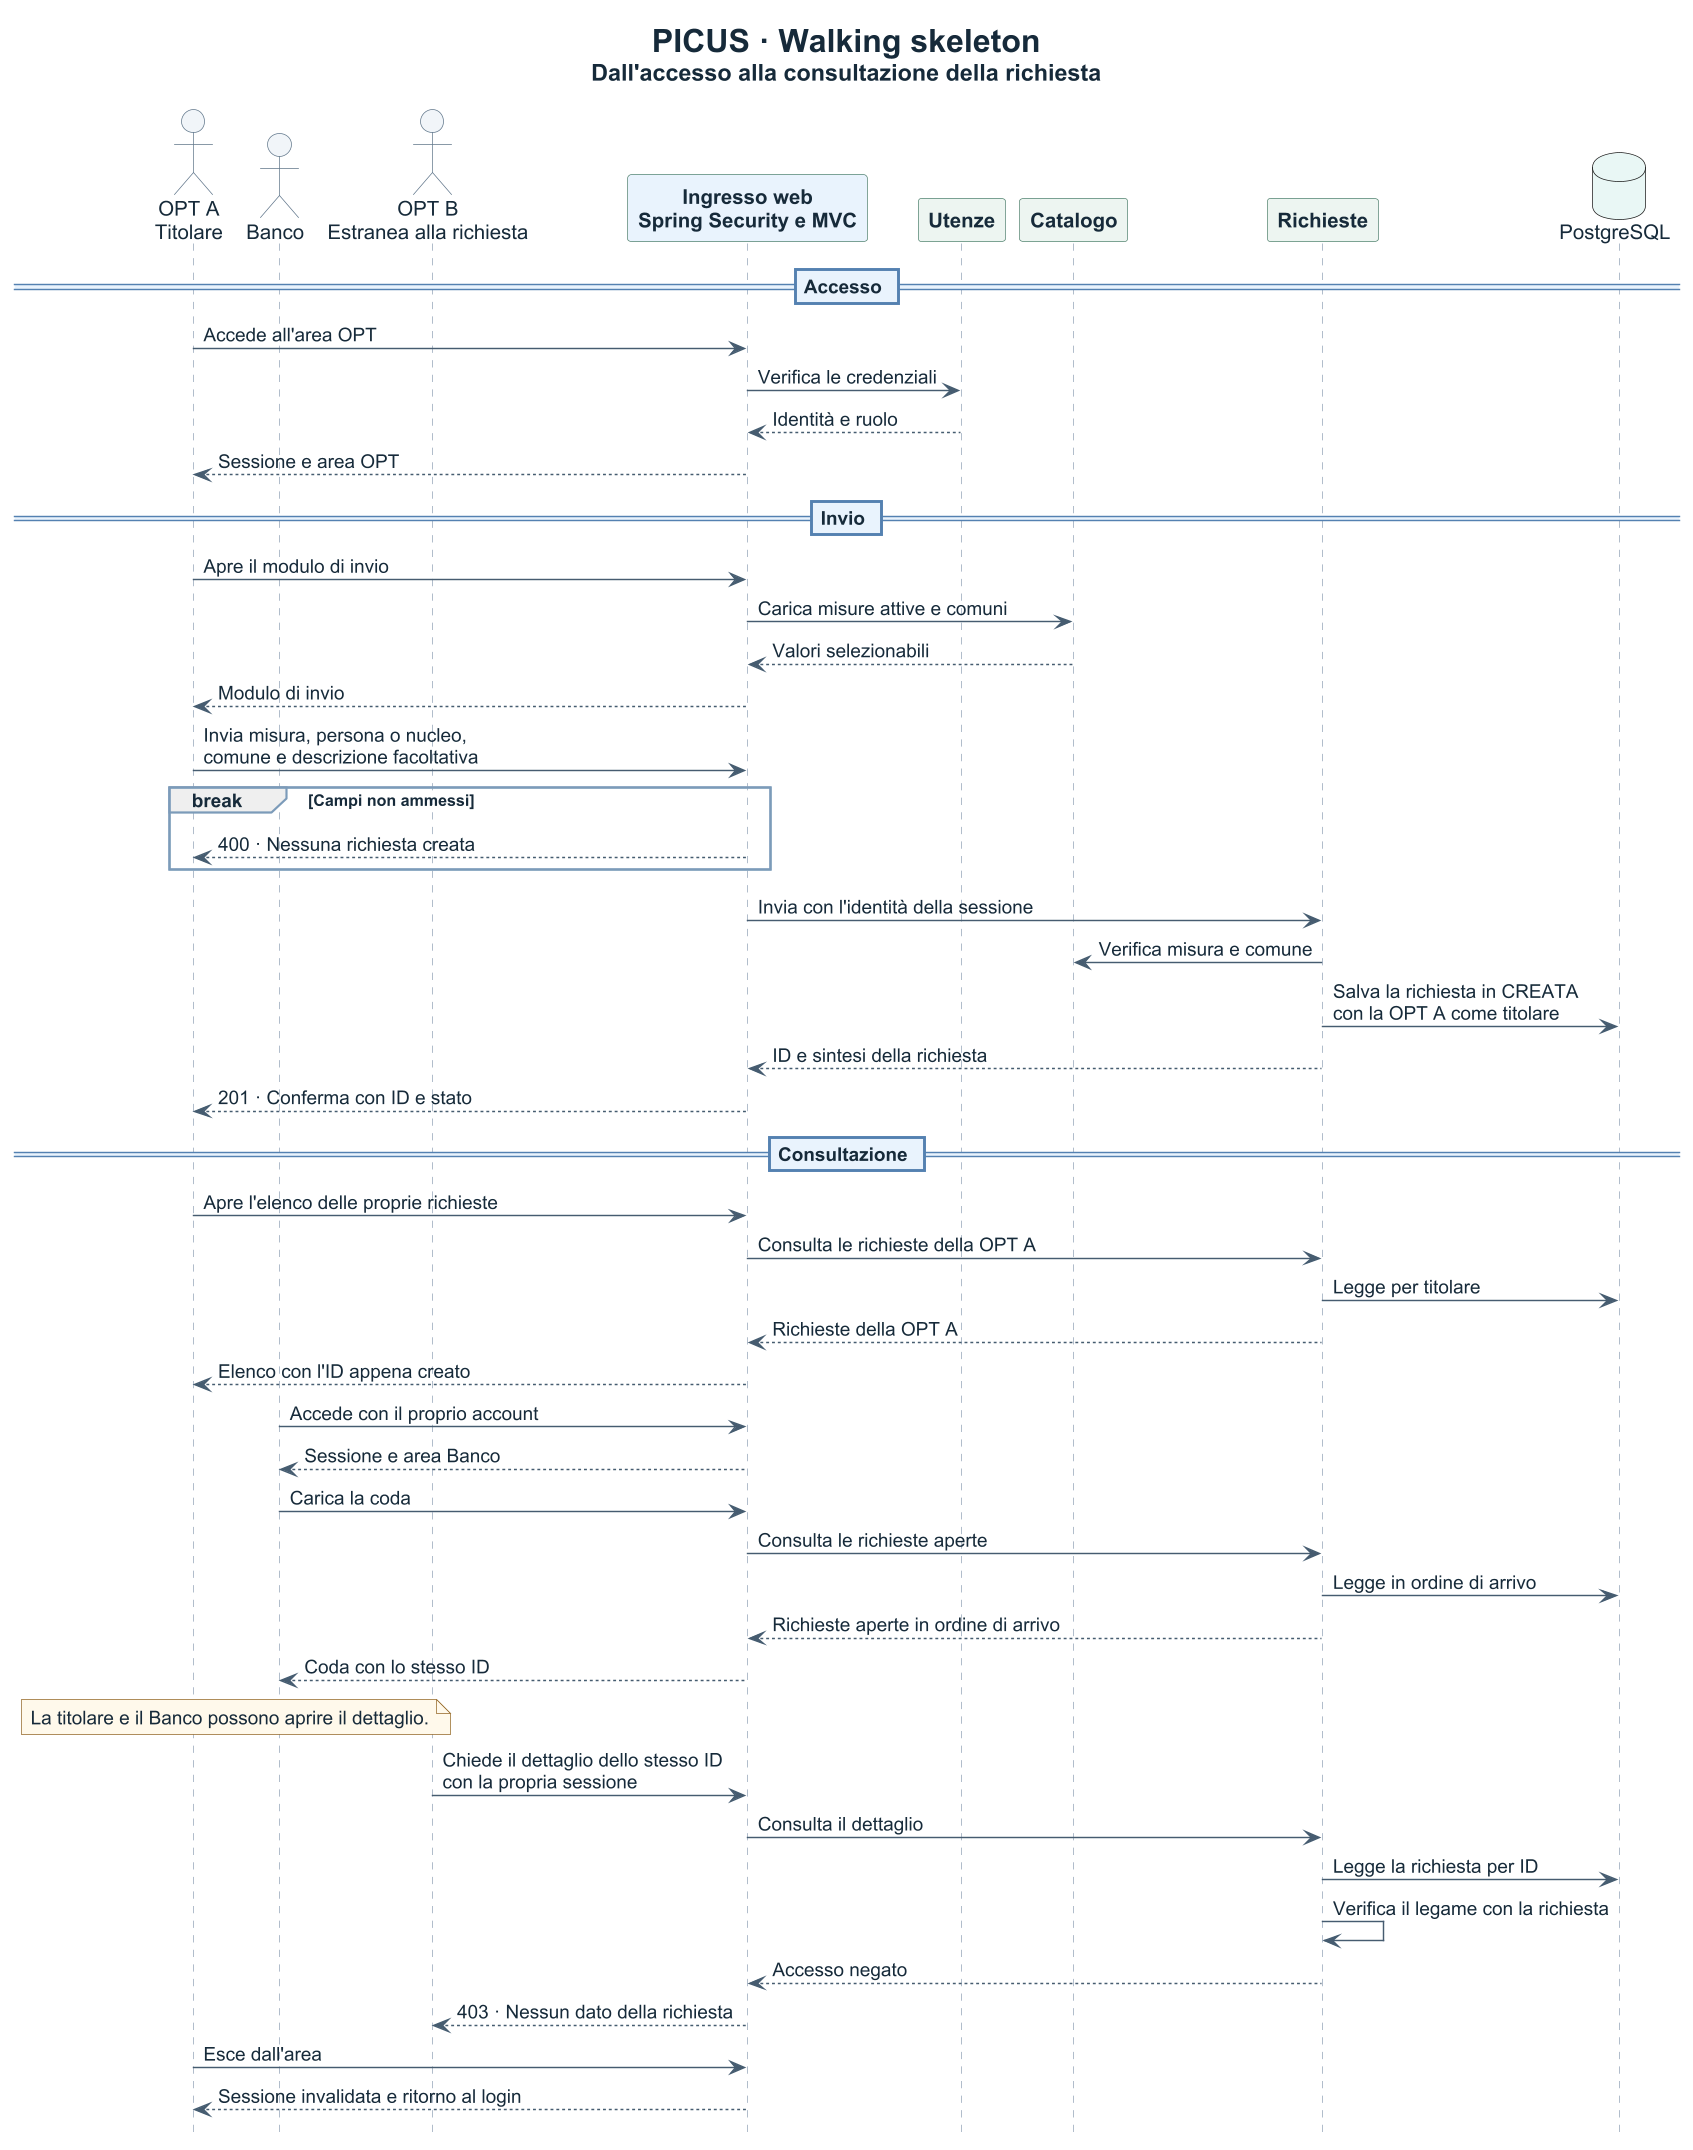 PICUS · Walking skeleton
Dall'accesso alla consultazione della richiesta
OPT A
Titolare
Banco
OPT B
Estranea alla richiesta
Ingresso web
Spring Security e MVC
Utenze
Catalogo
Richieste
PostgreSQL
Accesso
Accede all'area OPT
Verifica le credenziali
Identità e ruolo
Sessione e area OPT
Invio
Apre il modulo di invio
Carica misure attive e comuni
Valori selezionabili
Modulo di invio
Invia misura, persona o nucleo,
comune e descrizione facoltativa
break
[Campi non ammessi]
400 · Nessuna richiesta creata
Invia con l'identità della sessione
Verifica misura e comune
Salva la richiesta in CREATA
con la OPT A come titolare
ID e sintesi della richiesta
201 · Conferma con ID e stato
Consultazione
Apre l'elenco delle proprie richieste
Consulta le richieste della OPT A
Legge per titolare
Richieste della OPT A
Elenco con l'ID appena creato
Accede con il proprio account
Sessione e area Banco
Carica la coda
Consulta le richieste aperte
Legge in ordine di arrivo
Richieste aperte in ordine di arrivo
Coda con lo stesso ID
La titolare e il Banco possono aprire il dettaglio.
Chiede il dettaglio dello stesso ID
con la propria sessione
Consulta il dettaglio
Legge la richiesta per ID
Verifica il legame con la richiesta
Accesso negato
403 · Nessun dato della richiesta
Esce dall'area
Sessione invalidata e ritorno al login